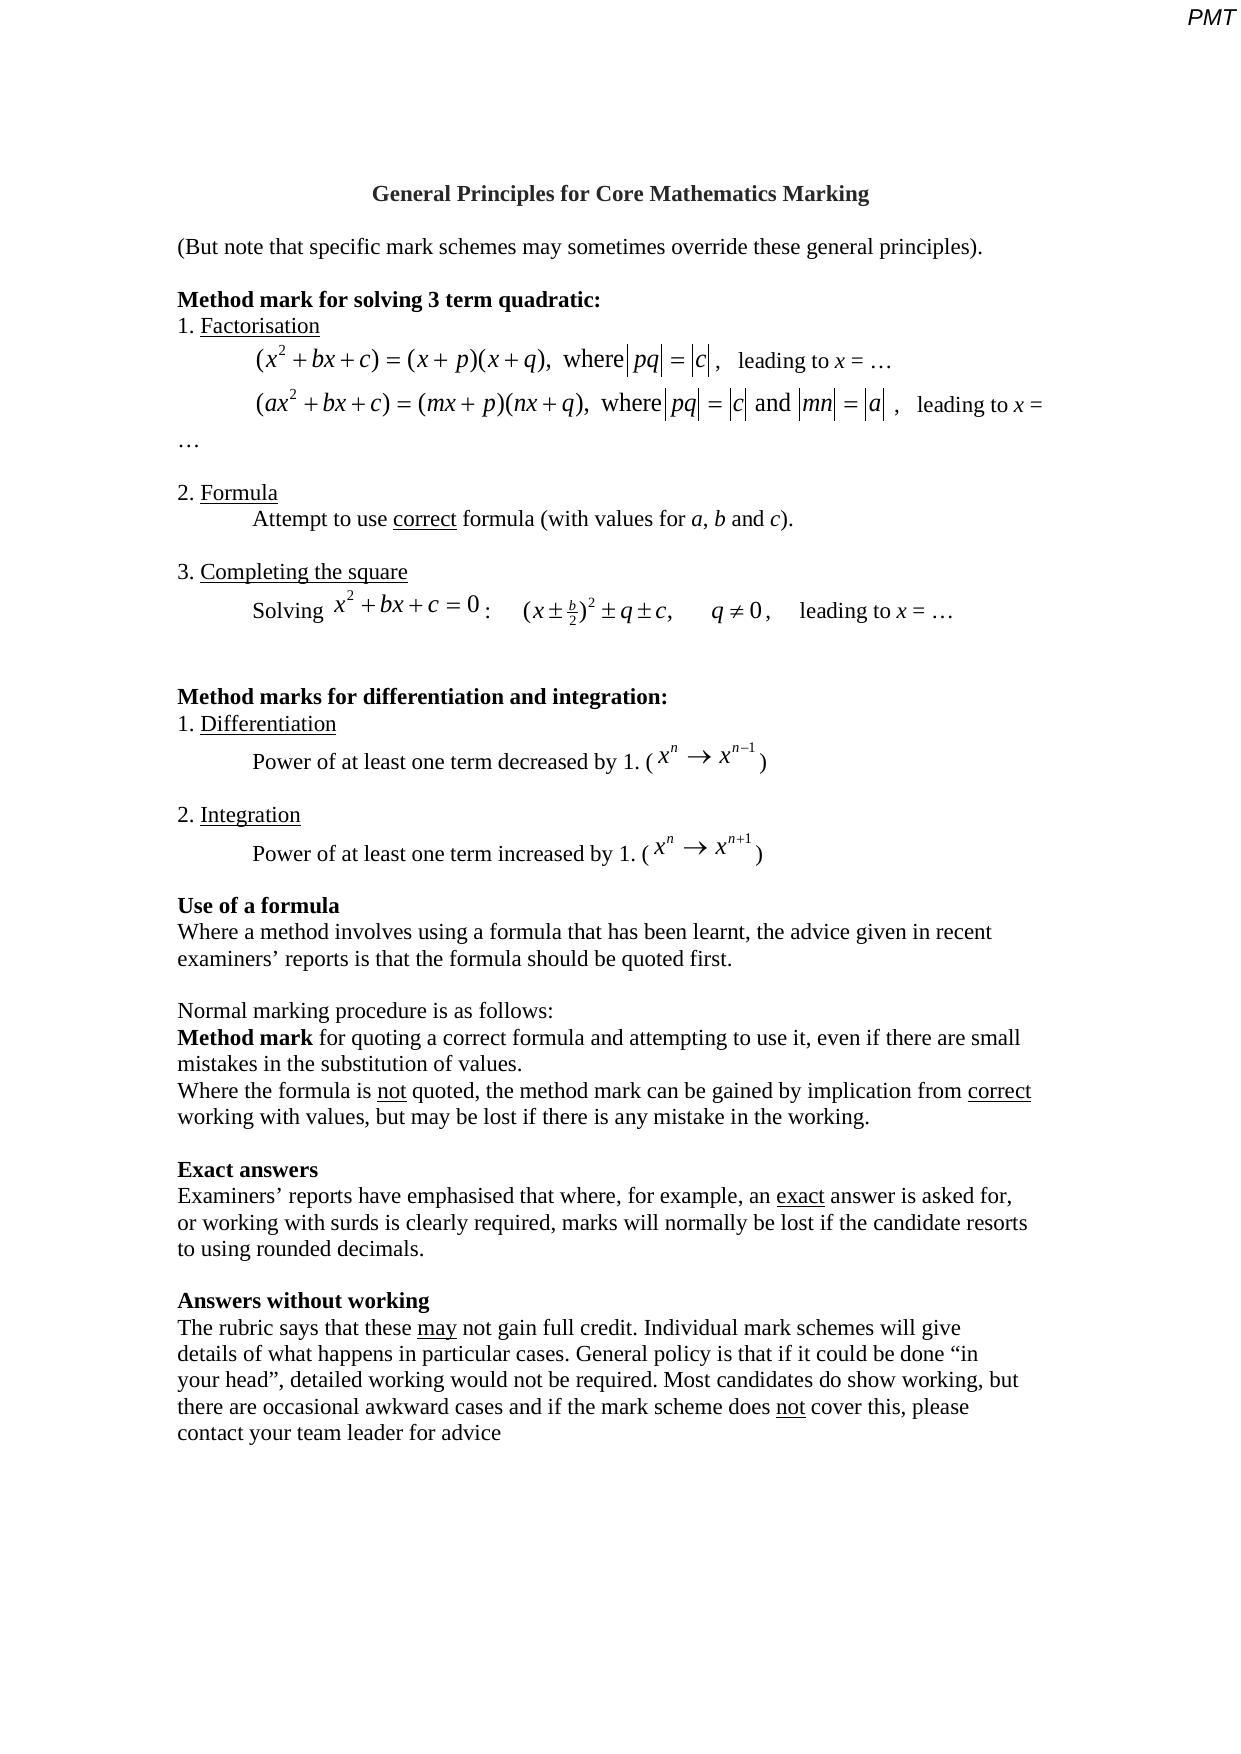 PMT
General Principles for Core Mathematics Marking
(But note that specific mark schemes may sometimes override these general principles).
Method mark for solving 3 term quadratic:
1. Factorisation
(x² + bx + c) = (x + p)(x + q), where |pq| = |c| , leading to x = …
(ax² + bx + c) = (mx + p)(nx + q), where |pq| = |c| and |mn| = |a| , leading to x =
…
2. Formula
Attempt to use correct formula (with values for a, b and c).
3. Completing the square
Solving x² + bx + c = 0 : (x ± b/2)² ± q ± c, q ≠ 0 , leading to x = …
Method marks for differentiation and integration:
1. Differentiation
Power of at least one term decreased by 1. ( xⁿ → xⁿ⁻¹ )
2. Integration
Power of at least one term increased by 1. ( xⁿ → xⁿ⁺¹ )
Use of a formula
Where a method involves using a formula that has been learnt, the advice given in recent
examiners’ reports is that the formula should be quoted first.
Normal marking procedure is as follows:
Method mark for quoting a correct formula and attempting to use it, even if there are small
mistakes in the substitution of values.
Where the formula is not quoted, the method mark can be gained by implication from correct
working with values, but may be lost if there is any mistake in the working.
Exact answers
Examiners’ reports have emphasised that where, for example, an exact answer is asked for,
or working with surds is clearly required, marks will normally be lost if the candidate resorts
to using rounded decimals.
Answers without working
The rubric says that these may not gain full credit. Individual mark schemes will give
details of what happens in particular cases. General policy is that if it could be done “in
your head”, detailed working would not be required. Most candidates do show working, but
there are occasional awkward cases and if the mark scheme does not cover this, please
contact your team leader for advice